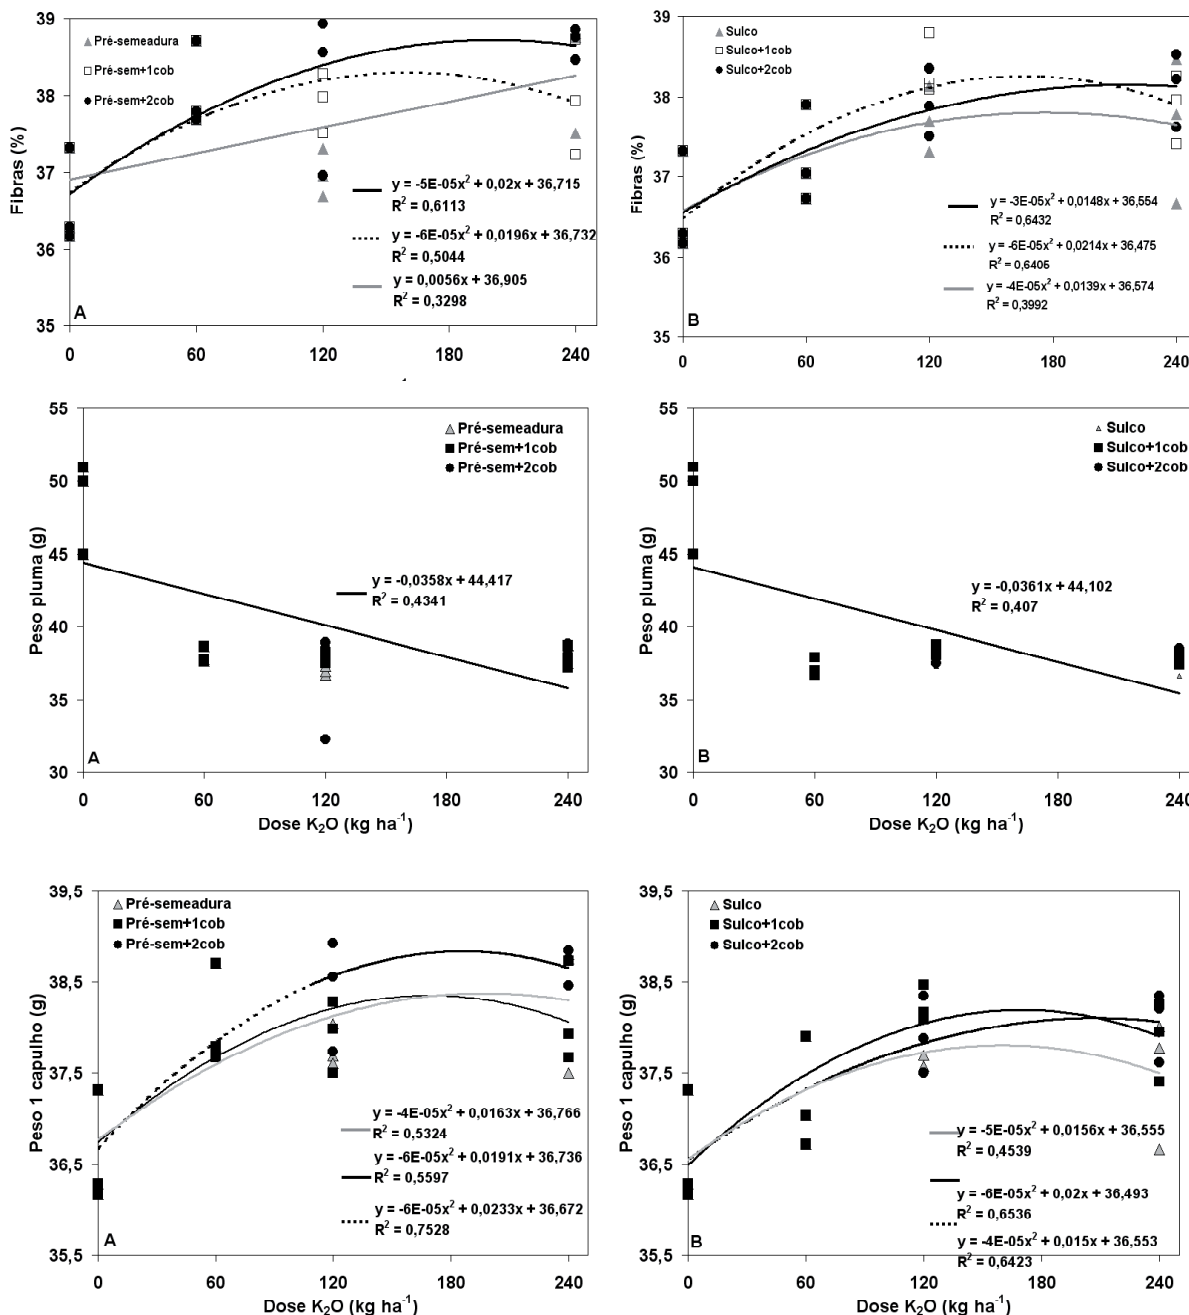 39
38
37
36
35
Fibras (%)
Pré-semeadura
Pré-sem+1cob
Pré-sem+2cob
y = -5E-05x² + 0,02x + 36,715
R² = 0,6113
y = -6E-05x² + 0,0196x + 36,732
R² = 0,5044
y = 0,0056x + 36,905
R² = 0,3298
A
0 60 120 180 240
39
38
37
36
35
Fibras (%)
Sulco
Sulco+1cob
Sulco+2cob
y = -3E-05x² + 0,0148x + 36,554
R² = 0,6432
y = -6E-05x² + 0,0214x + 36,475
R² = 0,6406
y = -4E-05x² + 0,0139x + 36,574
R² = 0,3992
B
0 60 120 180 240
55
50
45
40
35
30
Peso pluma (g)
Pré-semeadura
Pré-sem+1cob
Pré-sem+2cob
y = -0,0358x + 44,417
R² = 0,4341
A
0 60 120 180 240
Dose K₂O (kg ha⁻¹)
55
50
45
40
35
30
Peso pluma (g)
Sulco
Sulco+1cob
Sulco+2cob
y = -0,0361x + 44,102
R² = 0,407
B
0 60 120 180 240
Dose K₂O (kg ha⁻¹)
39,5
38,5
37,5
36,5
35,5
Peso 1 capulho (g)
Pré-semeadura
Pré-sem+1cob
Pré-sem+2cob
y = -4E-05x² + 0,0163x + 36,766
R² = 0,5324
y = -6E-05x² + 0,0191x + 36,736
R² = 0,5597
y = -6E-05x² + 0,0233x + 36,672
R² = 0,7528
A
0 60 120 180 240
Dose K₂O (kg ha⁻¹)
39,5
38,5
37,5
36,5
35,5
Peso 1 capulho (g)
Sulco
Sulco+1cob
Sulco+2cob
y = -5E-05x² + 0,0156x + 36,555
R² = 0,4539
y = -6E-05x² + 0,02x + 36,493
R² = 0,6536
y = -4E-05x² + 0,015x + 36,553
R² = 0,6423
B
0 60 120 180 240
Dose K₂O (kg ha⁻¹)